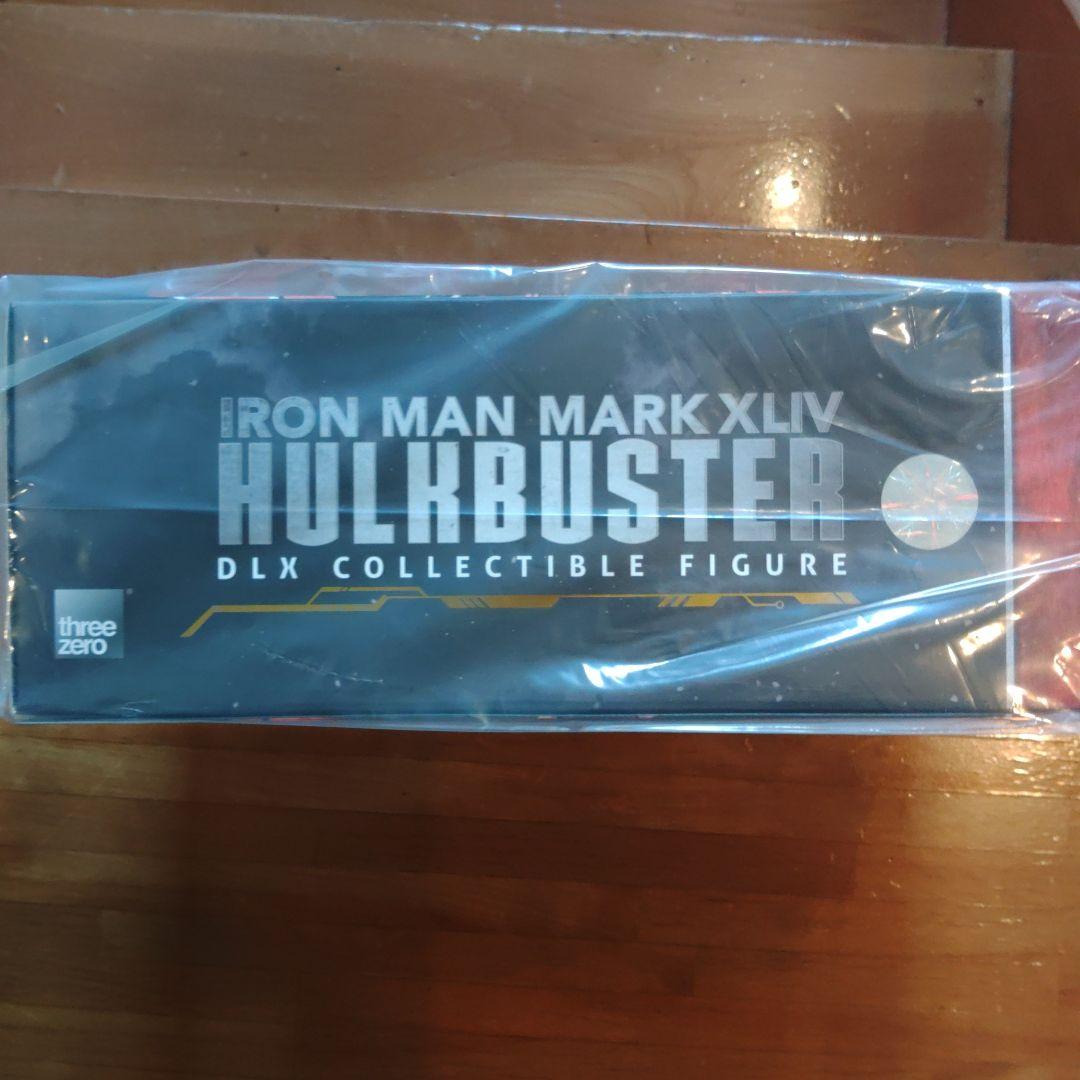 IRON MAN MARK XLIV
HULKBUSTER
DLX COLLECTIBLE FIGURE
three
zero